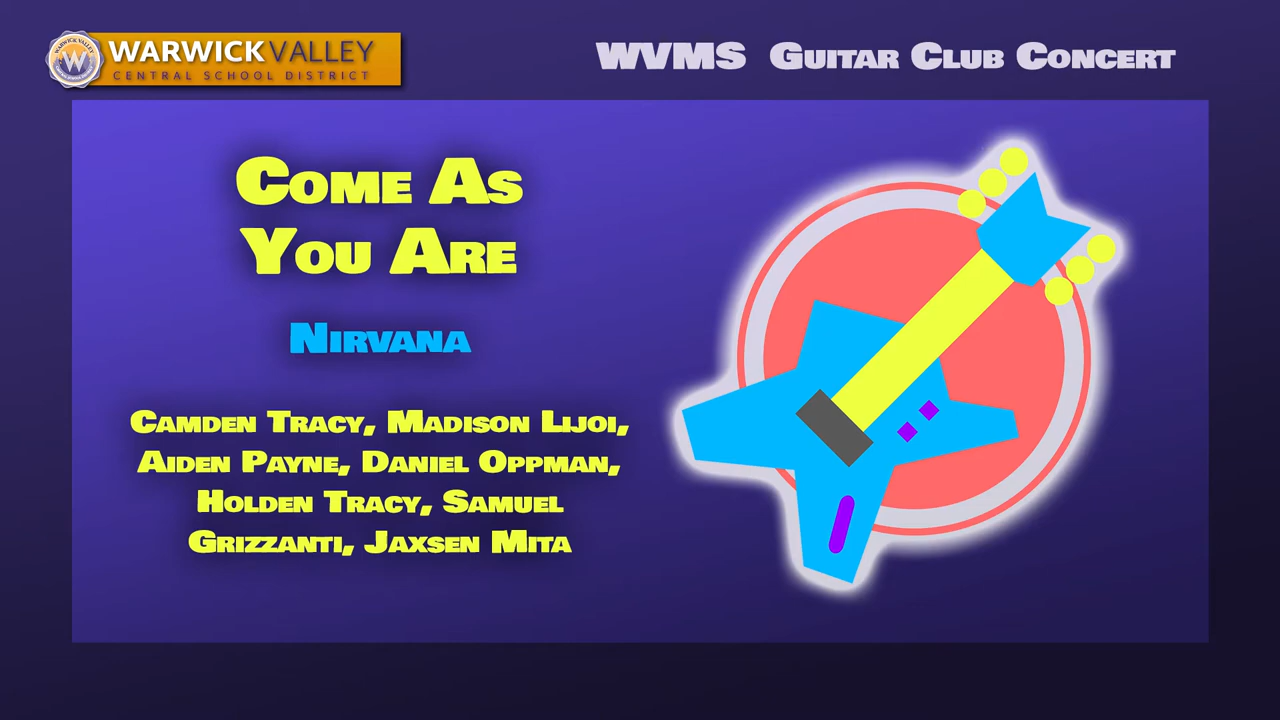 WARWICK VALLEY
CENTRAL SCHOOL DISTRICT
WVMS Guitar Club Concert
Come As
You Are
Nirvana
Camden Tracy, Madison Lijoi,
Aiden Payne, Daniel Oppman,
Holden Tracy, Samuel
Grizzanti, Jaxsen Mita